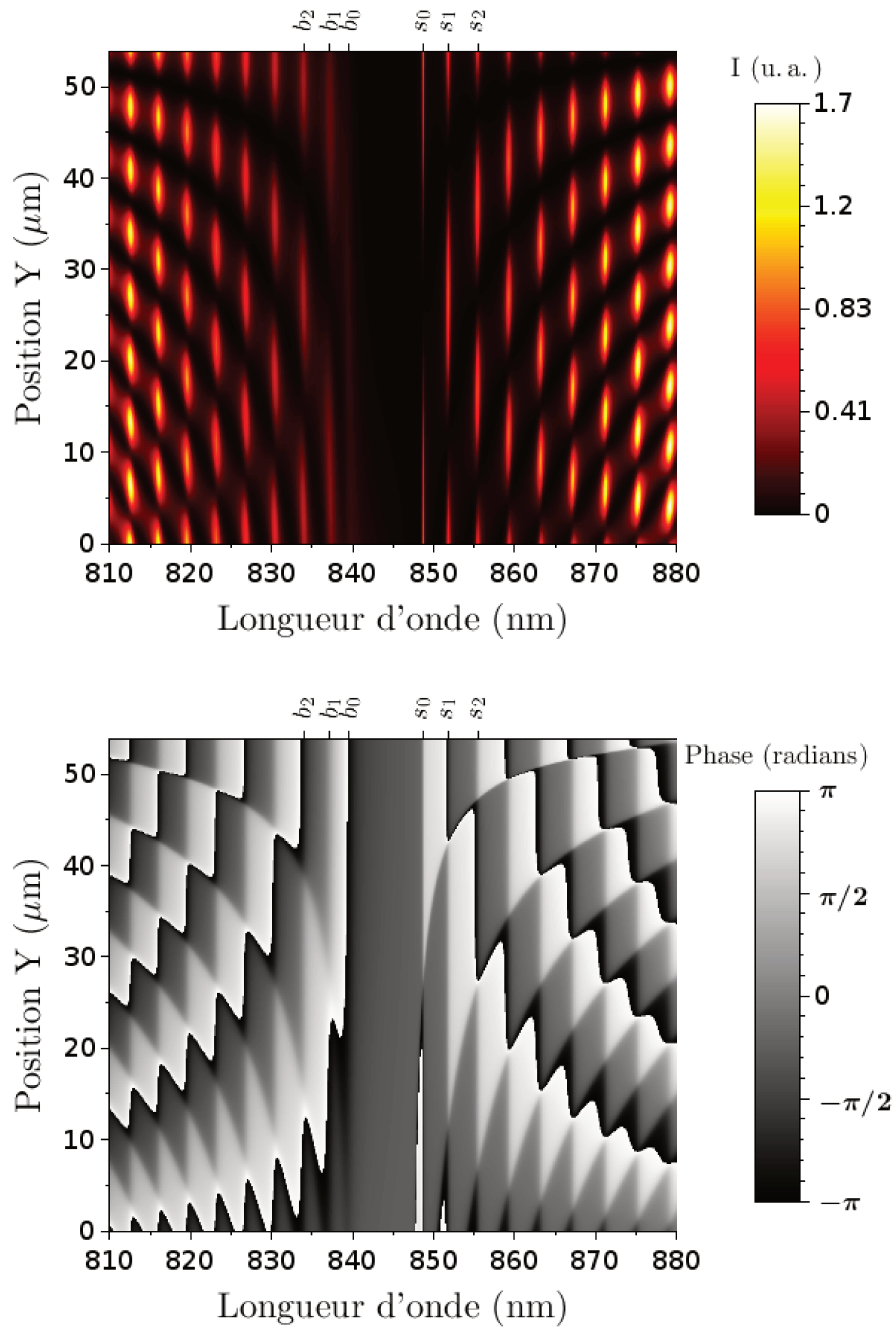 b₂ b₁ b₀ s₀ s₁ s₂
I (u. a.)
50
40
30
20
10
0
Position Y (μm)
1.7
1.2
0.83
0.41
0
810 820 830 840 850 860 870 880
Longueur d'onde (nm)
b₂ b₁ b₀ s₀ s₁ s₂
Phase (radians)
50
40
30
20
10
0
Position Y (μm)
π
π/2
0
−π/2
−π
810 820 830 840 850 860 870 880
Longueur d'onde (nm)